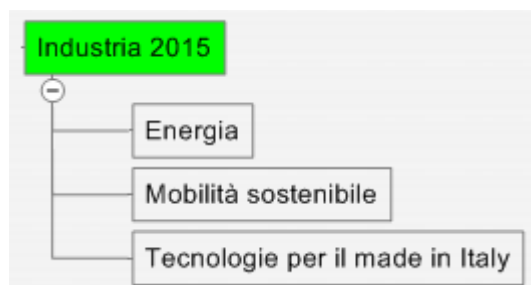 Industria 2015
Energia
Mobilità sostenibile
Tecnologie per il made in Italy